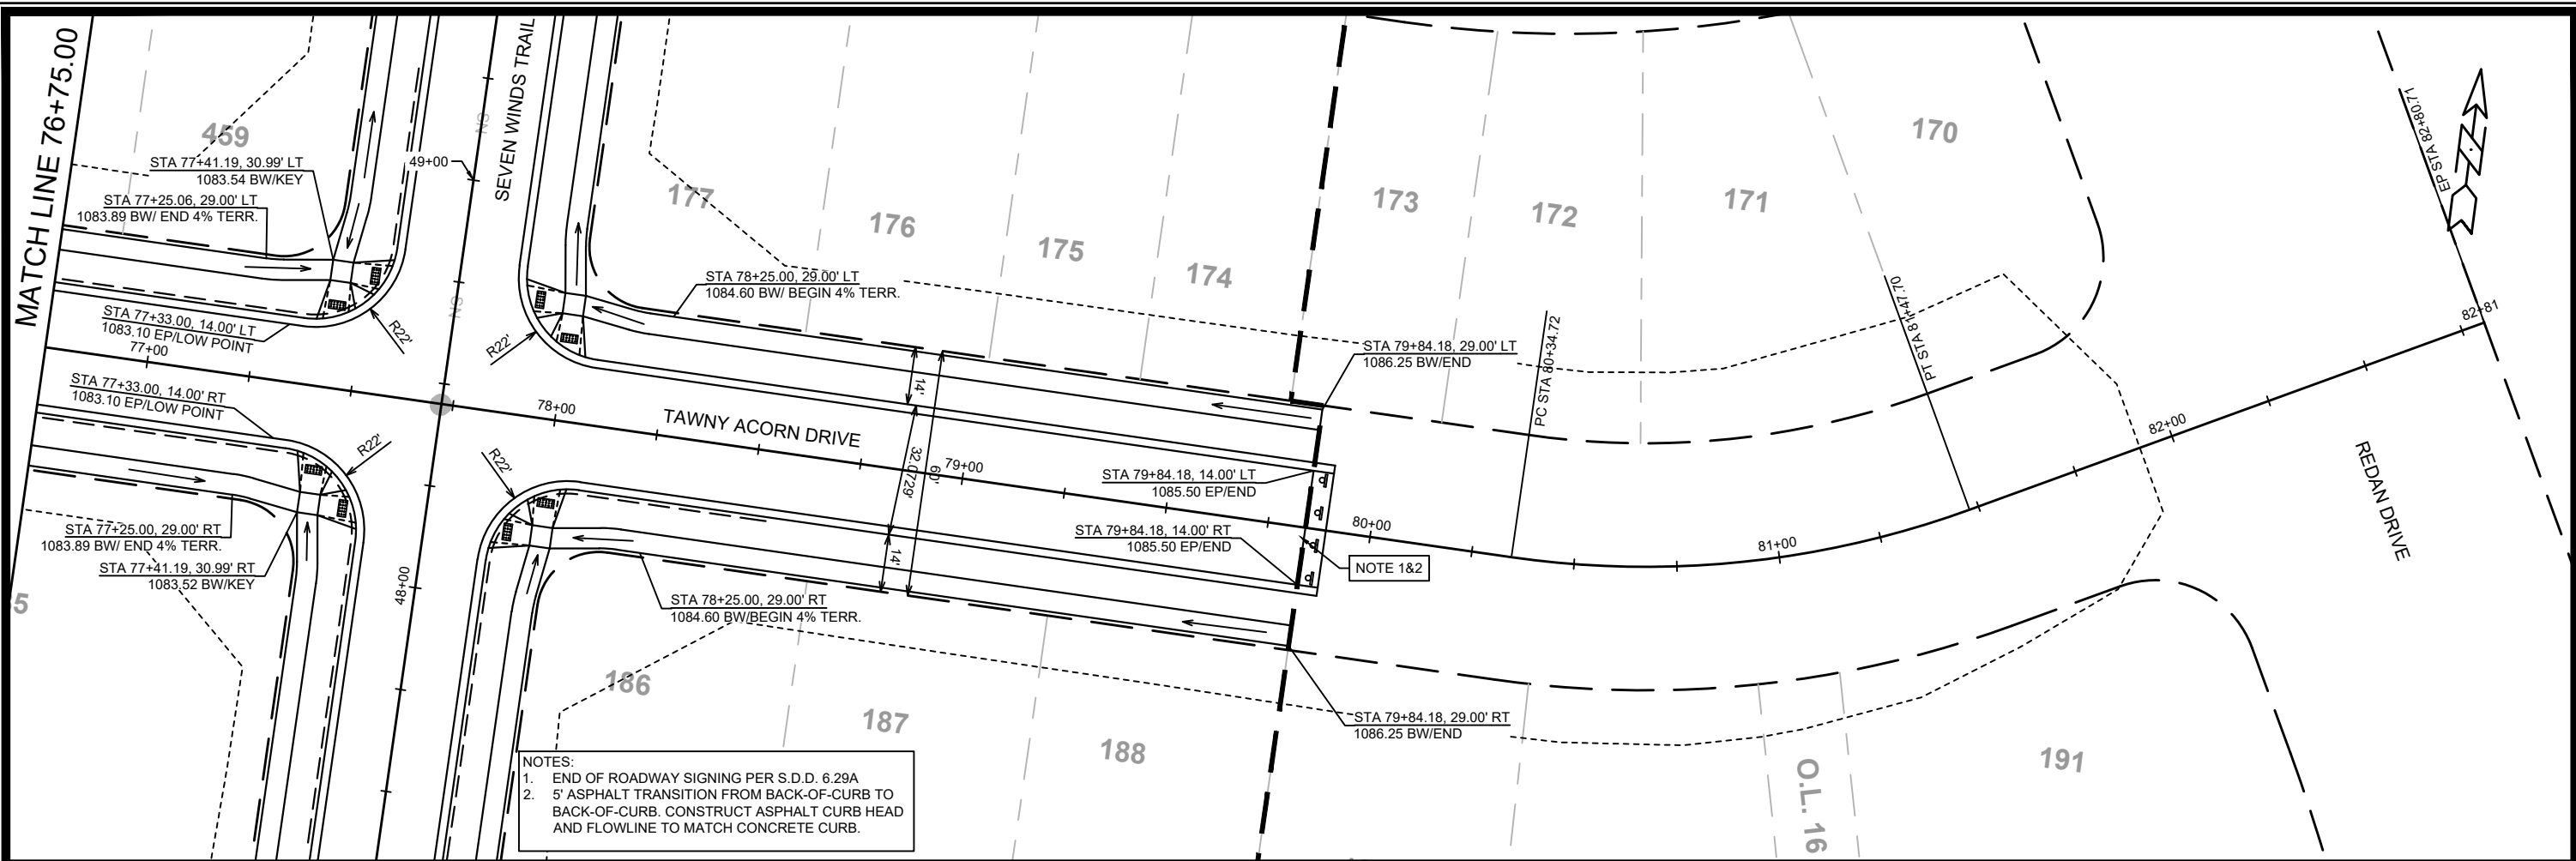 MATCH LINE 76+75.00
459
STA 77+41.19, 30.99' LT
1083.54 BW/KEY
STA 77+25.06, 29.00' LT
1083.89 BW/ END 4% TERR.
STA 77+33.00, 14.00' LT
1083.10 EP/LOW POINT
77+00
R22'
49+00
SEVEN WINDS TRAIL
NS
NS
R22'
177
176
175
174
173
172
171
170
STA 78+25.00, 29.00' LT
1084.60 BW/ BEGIN 4% TERR.
STA 79+84.18, 29.00' LT
1086.25 BW/END
PC STA 80+34.72
PT STA 81+47.70
EP STA 82+80.71
82+81
STA 77+33.00, 14.00' RT
1083.10 EP/LOW POINT
R22'
78+00
TAWNY ACORN DRIVE
14'
32.0729'
60'
14'
79+00
STA 79+84.18, 14.00' LT
1085.50 EP/END
STA 79+84.18, 14.00' RT
1085.50 EP/END
80+00
NOTE 1&2
81+00
82+00
REDAN DRIVE
R22'
STA 77+25.00, 29.00' RT
1083.89 BW/ END 4% TERR.
STA 77+41.19, 30.99' RT
1083.52 BW/KEY
48+00
5
STA 78+25.00, 29.00' RT
1084.60 BW/BEGIN 4% TERR.
186
187
188
STA 79+84.18, 29.00' RT
1086.25 BW/END
O.L. 16
191
NOTES:
1. END OF ROADWAY SIGNING PER S.D.D. 6.29A
2. 5' ASPHALT TRANSITION FROM BACK-OF-CURB TO
BACK-OF-CURB. CONSTRUCT ASPHALT CURB HEAD
AND FLOWLINE TO MATCH CONCRETE CURB.